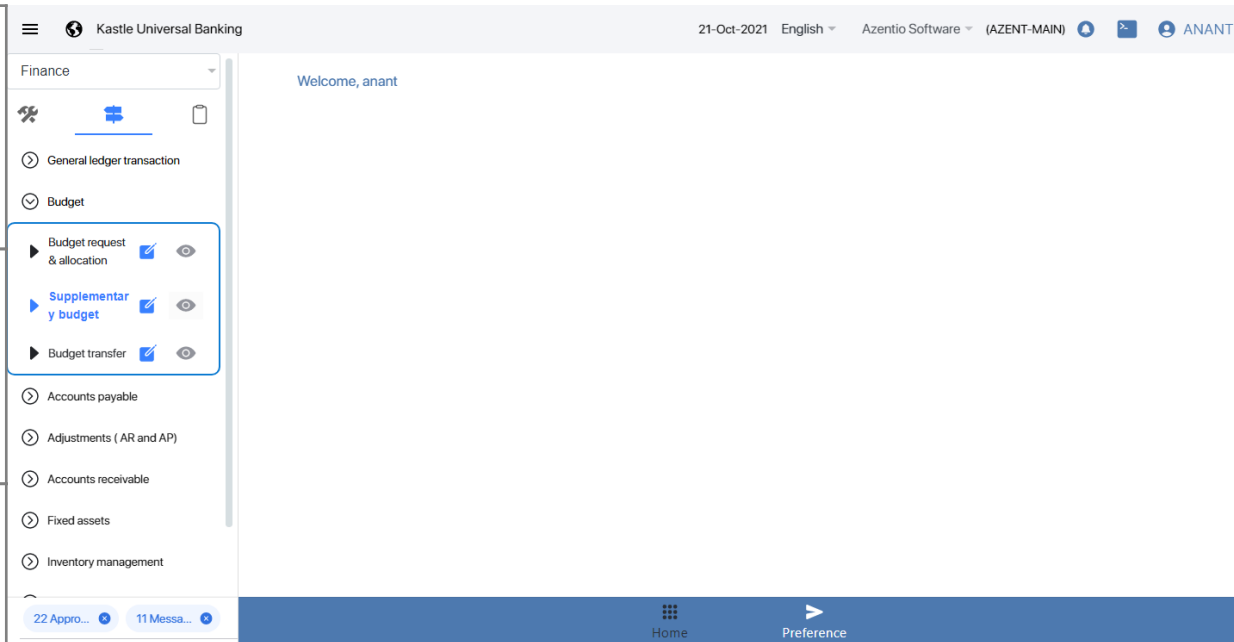 Kastle Universal Banking
21-Oct-2021 English Azentio Software (AZENT-MAIN) ANANT
Finance
Welcome, anant
General ledger transaction
Budget
Budget request
& allocation
Supplementar
y budget
Budget transfer
Accounts payable
Adjustments ( AR and AP)
Accounts receivable
Fixed assets
Inventory management
22 Appro...
11 Messa...
Home
Preference